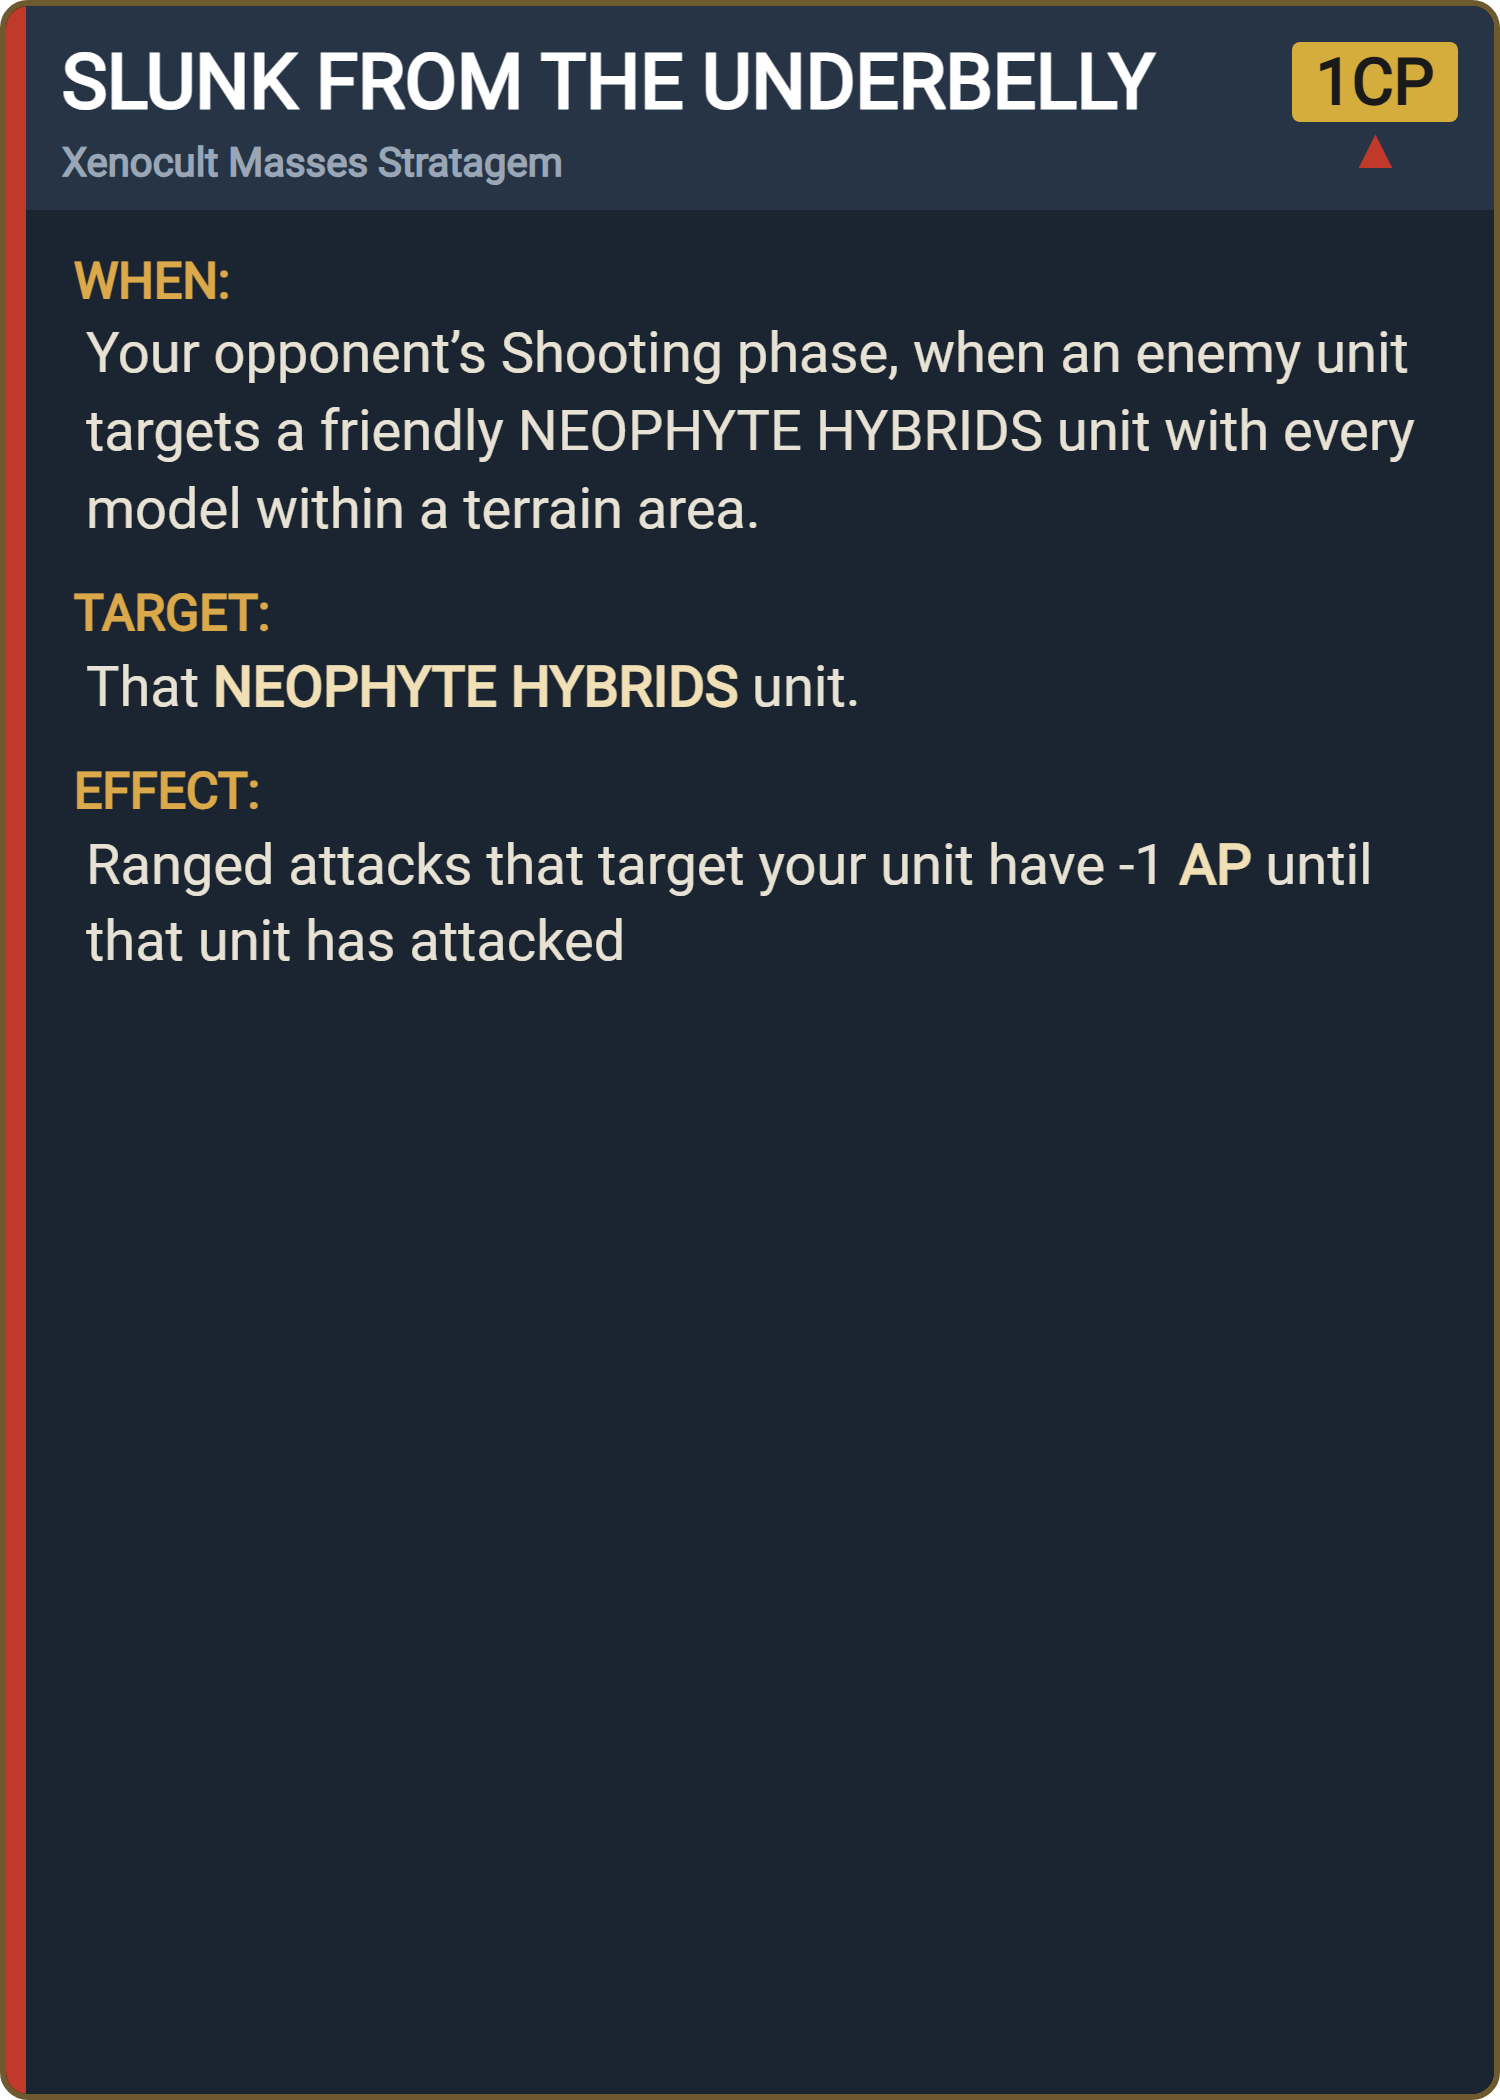 SLUNK FROM THE UNDERBELLY
1CP
Xenocult Masses Stratagem
WHEN:
Your opponent’s Shooting phase, when an enemy unit
targets a friendly NEOPHYTE HYBRIDS unit with every
model within a terrain area.
TARGET:
That NEOPHYTE HYBRIDS unit.
EFFECT:
Ranged attacks that target your unit have -1 AP until
that unit has attacked